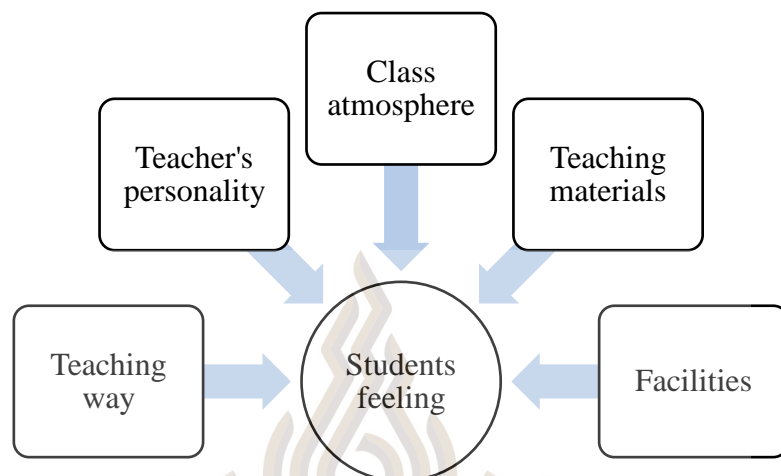 Class
atmosphere
Teacher's
personality
Teaching
materials
Teaching
way
Students
feeling
Facilities